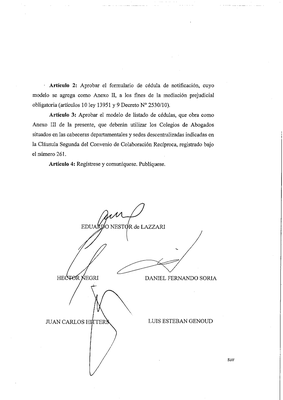 Artículo 2: Aprobar el formulario de cédula de notificación, cuyo
modelo se agrega como Anexo II, a los fines de la mediación prejudicial
obligatoria (artículos 10 ley 13951 y 9 Decreto Nº 2530/10).
Artículo 3: Aprobar el modelo de listado de cédulas, que obra como
Anexo III de la presente, que deberán utilizar los Colegios de Abogados
situados en las cabeceras departamentales y sedes descentralizadas indicadas en
la Cláusula Segunda del Convenio de Colaboración Recíproca, registrado bajo
el número 261.
Artículo 4: Regístrese y comuníquese. Publíquese.
EDUARDO NESTOR de LAZZARI
HECTOR NEGRI
DANIEL FERNANDO SORIA
JUAN CARLOS HITTERS
LUIS ESTEBAN GENOUD